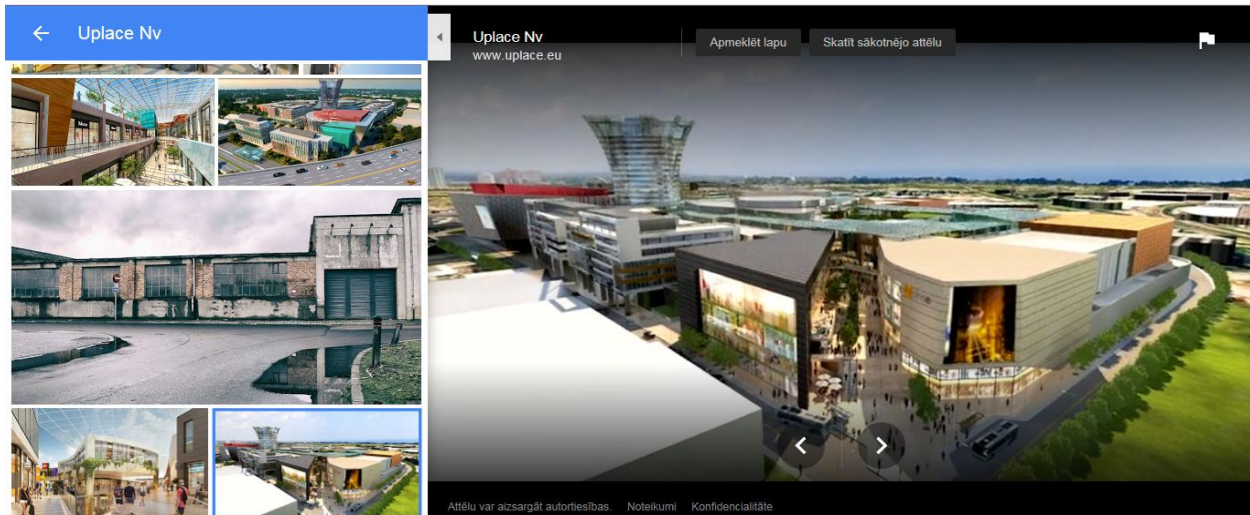 Uplace Nv
Uplace Nv
www.uplace.eu
Apmeklēt lapu
Skatīt sākotnējo attēlu
Attēlu var aizsargāt autortiesības. Noteikumi Konfidencialitāte